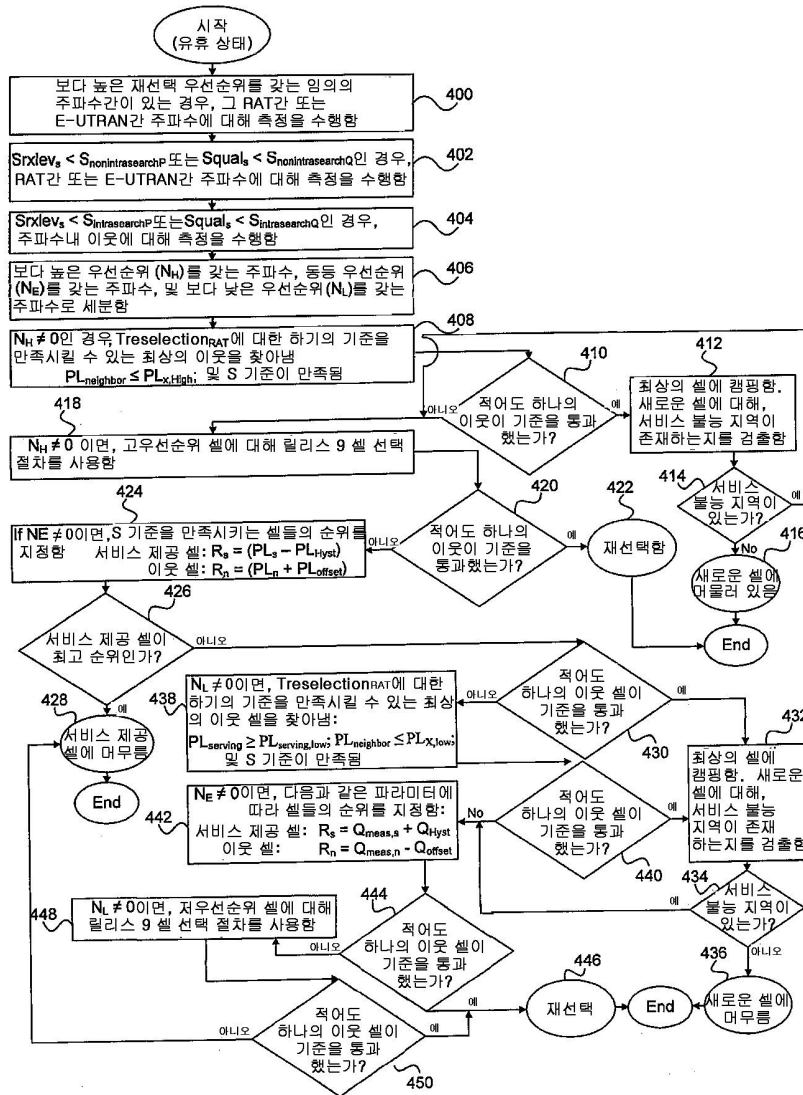 시작
(유휴 상태)
보다 높은 재선택 우선순위를 갖는 임의의
주파수간이 있는 경우, 그 RAT간 또는
E-UTRAN간 주파수에 대해 측정을 수행함
400
Srxlevs < SnonintrasearchP 또는 Squals < SnonintrasearchQ인 경우,
RAT간 또는 E-UTRAN간 주파수에 대해 측정을 수행함
402
Srxlevs < SintrasearchP 또는 Squals < SintrasearchQ인 경우,
주파수내 이웃에 대해 측정을 수행함
404
보다 높은 우선순위 (NH)를 갖는 주파수, 동등 우선순위
(NE)를 갖는 주파수, 및 보다 낮은 우선순위(NL)를 갖는
주파수로 세분함
406
408
NH ≠ 0인 경우, TreselectionRAT에 대한 하기의 기준을
만족시킬 수 있는 최상의 이웃을 찾아냄
PLneighbor ≤ PLx,High; 및 S 기준이 만족됨
410
적어도 하나의
이웃이 기준을 통과
했는가?
아니오
예
412
최상의 셀에 캠핑함.
새로운 셀에 대해,
서비스 불능 지역이
존재하는지를 검출함
414
서비스
불능 지역이
있는가?
예
No
416
새로운 셀에
머물러 있음
End
418
NH ≠ 0 이면, 고우선순위 셀에 대해 릴리스 9 셀 선택
절차를 사용함
420
적어도 하나의
이웃이 기준을
통과했는가?
아니오
예
422
재선택함
424
If NE ≠ 0이면, S 기준을 만족시키는 셀들의 순위를
지정함 서비스 제공 셀: Rs = (PLs – PLHyst)
이웃 셀: Rn = (PLn + PLoffset)
426
서비스 제공 셀이
최고 순위인가?
아니오
예
428
서비스 제공
셀에 머무름
End
적어도
하나의 이웃 셀이
기준을 통과
했는가?
아니오
예
430
438
NL ≠ 0이면, TreselectionRAT에 대한
하기의 기준을 만족시킬 수 있는 최상
의 이웃 셀을 찾아냄:
PLserving ≥ PLserving,low; PLneighbor ≤ PLX,low;
및 S 기준이 만족됨
432
최상의 셀에
캠핑함. 새로운
셀에 대해,
서비스 불능
지역이 존재
하는지를 검출함
434
서비스
불능 지역이
있는가?
예
아니오
436
새로운 셀에
머무름
적어도
하나의 이웃 셀이
기준을 통과
했는가?
No
예
440
442
NE ≠ 0이면, 다음과 같은 파라미터에
따라 셀들의 순위를 지정함:
서비스 제공 셀: Rs = Qmeas,s + QHyst
이웃 셀: Rn = Qmeas,n - Qoffset
444
적어도
하나의 이웃 셀이
기준을 통과
했는가?
아니오
예
446
재선택
End
448
NL ≠ 0이면, 저우선순위 셀에 대해
릴리스 9 셀 선택 절차를 사용함
적어도
하나의 이웃 셀이
기준을 통과
했는가?
아니오
예
450